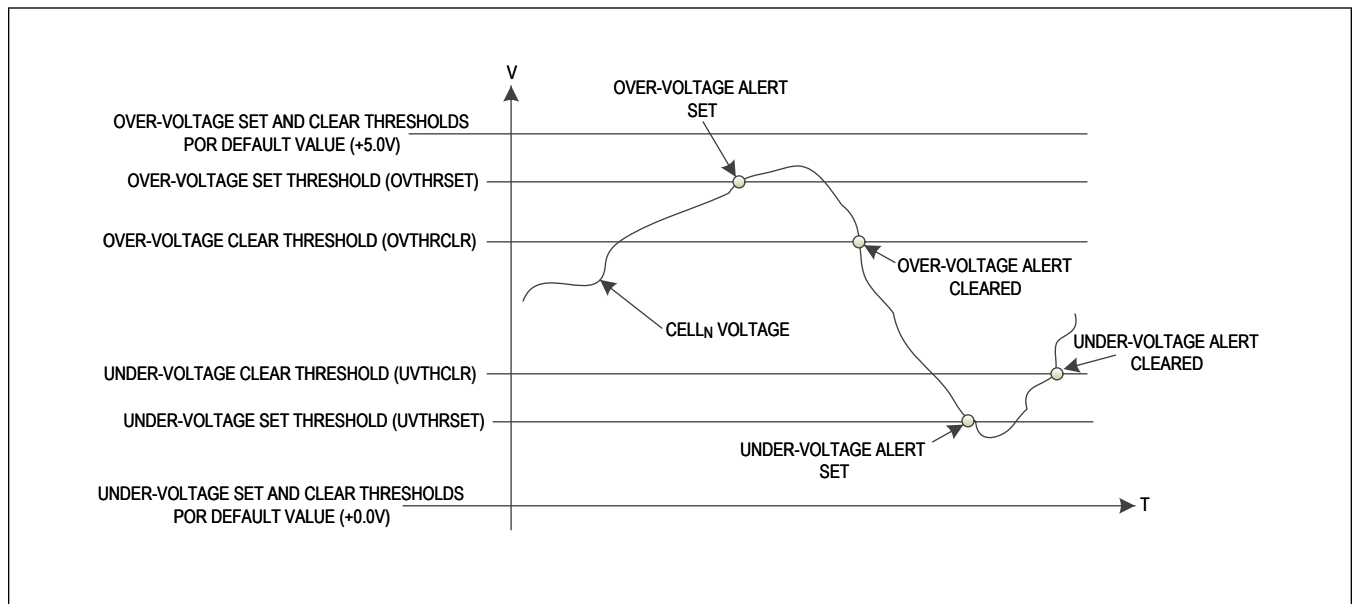 V
OVER-VOLTAGE ALERT
SET
OVER-VOLTAGE SET AND CLEAR THRESHOLDS
POR DEFAULT VALUE (+5.0V)
OVER-VOLTAGE SET THRESHOLD (OVTHRSET)
OVER-VOLTAGE CLEAR THRESHOLD (OVTHRCLR)
OVER-VOLTAGE ALERT
CLEARED
CELLN VOLTAGE
UNDER-VOLTAGE ALERT
CLEARED
UNDER-VOLTAGE CLEAR THRESHOLD (UVTHCLR)
UNDER-VOLTAGE SET THRESHOLD (UVTHRSET)
UNDER-VOLTAGE ALERT
SET
UNDER-VOLTAGE SET AND CLEAR THRESHOLDS
POR DEFAULT VALUE (+0.0V)
T